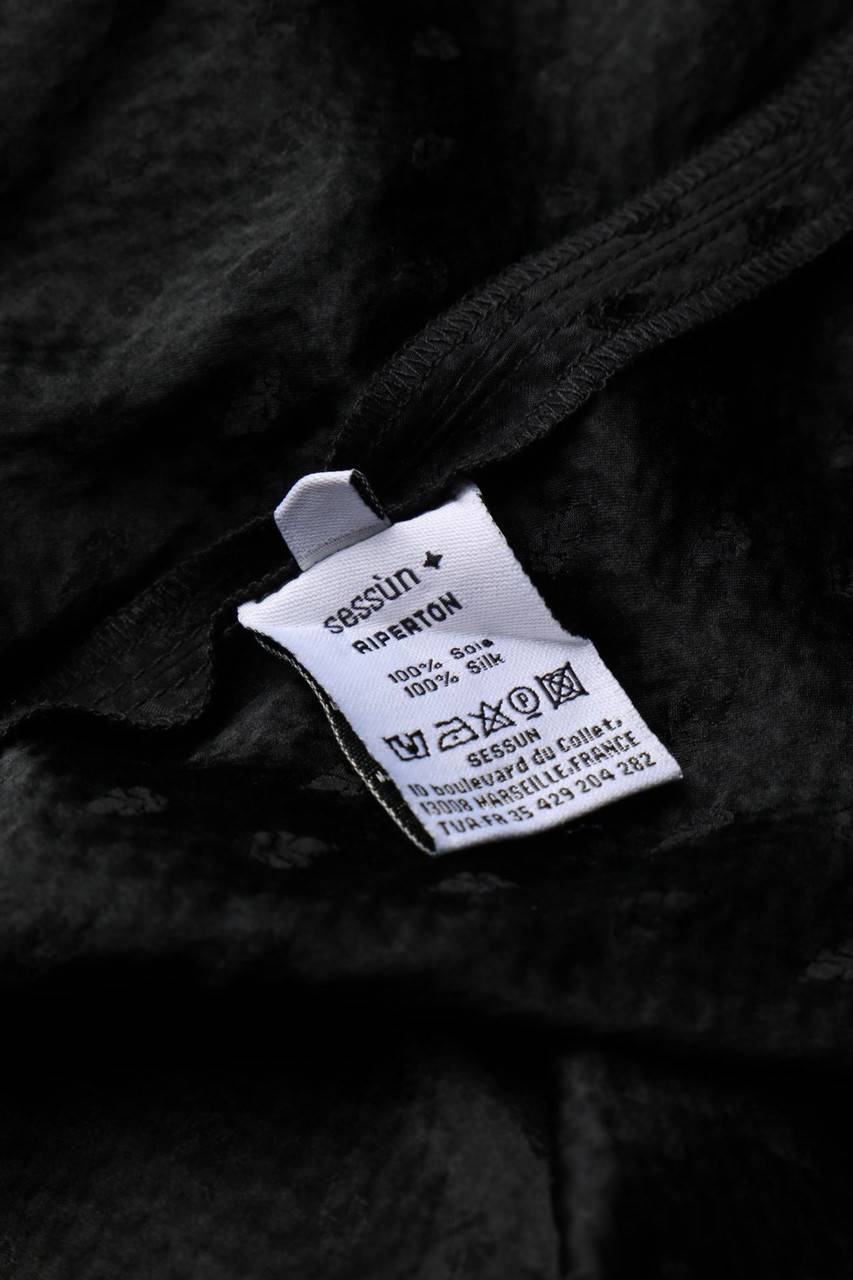 sessùn
RIPERTON
100% Soie
100% Silk
P
SESSUN
10 boulevard du Collet,
13008 MARSEILLE.FRANCE
TVA FR 35 429 204 282